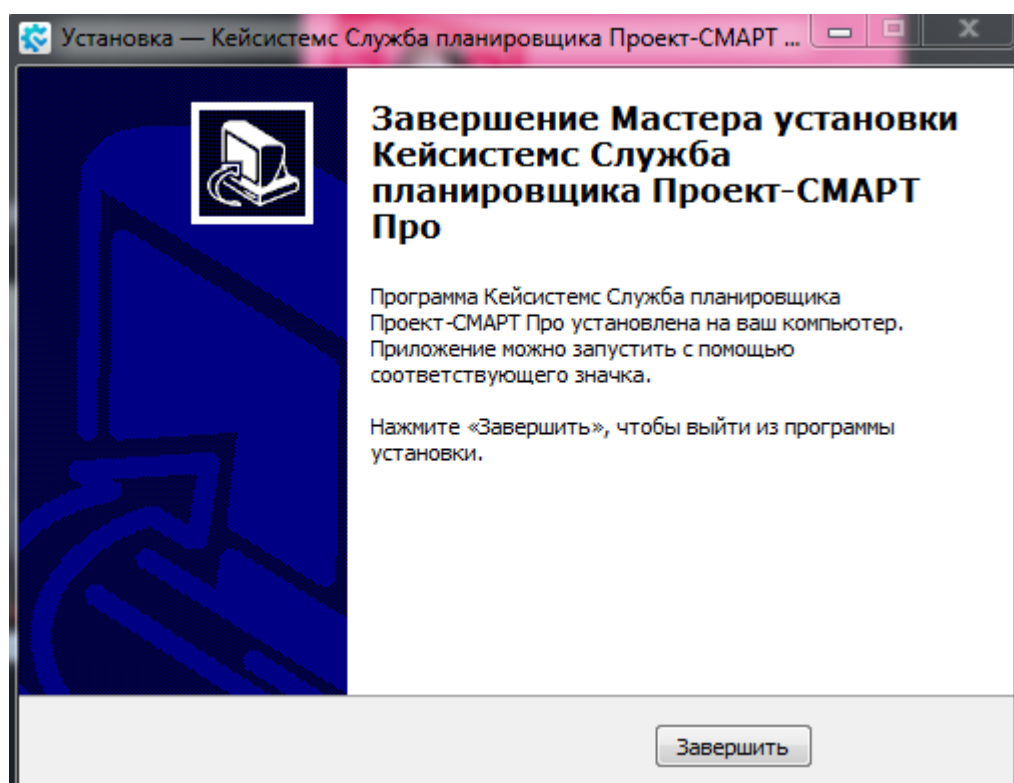 Установка — Кейсистемс Служба планировщика Проект-СМАРТ ...
Завершение Мастера установки
Кейсистемс Служба
планировщика Проект-СМАРТ
Про
Программа Кейсистемс Служба планировщика
Проект-СМАРТ Про установлена на ваш компьютер.
Приложение можно запустить с помощью
соответствующего значка.
Нажмите «Завершить», чтобы выйти из программы
установки.
Завершить